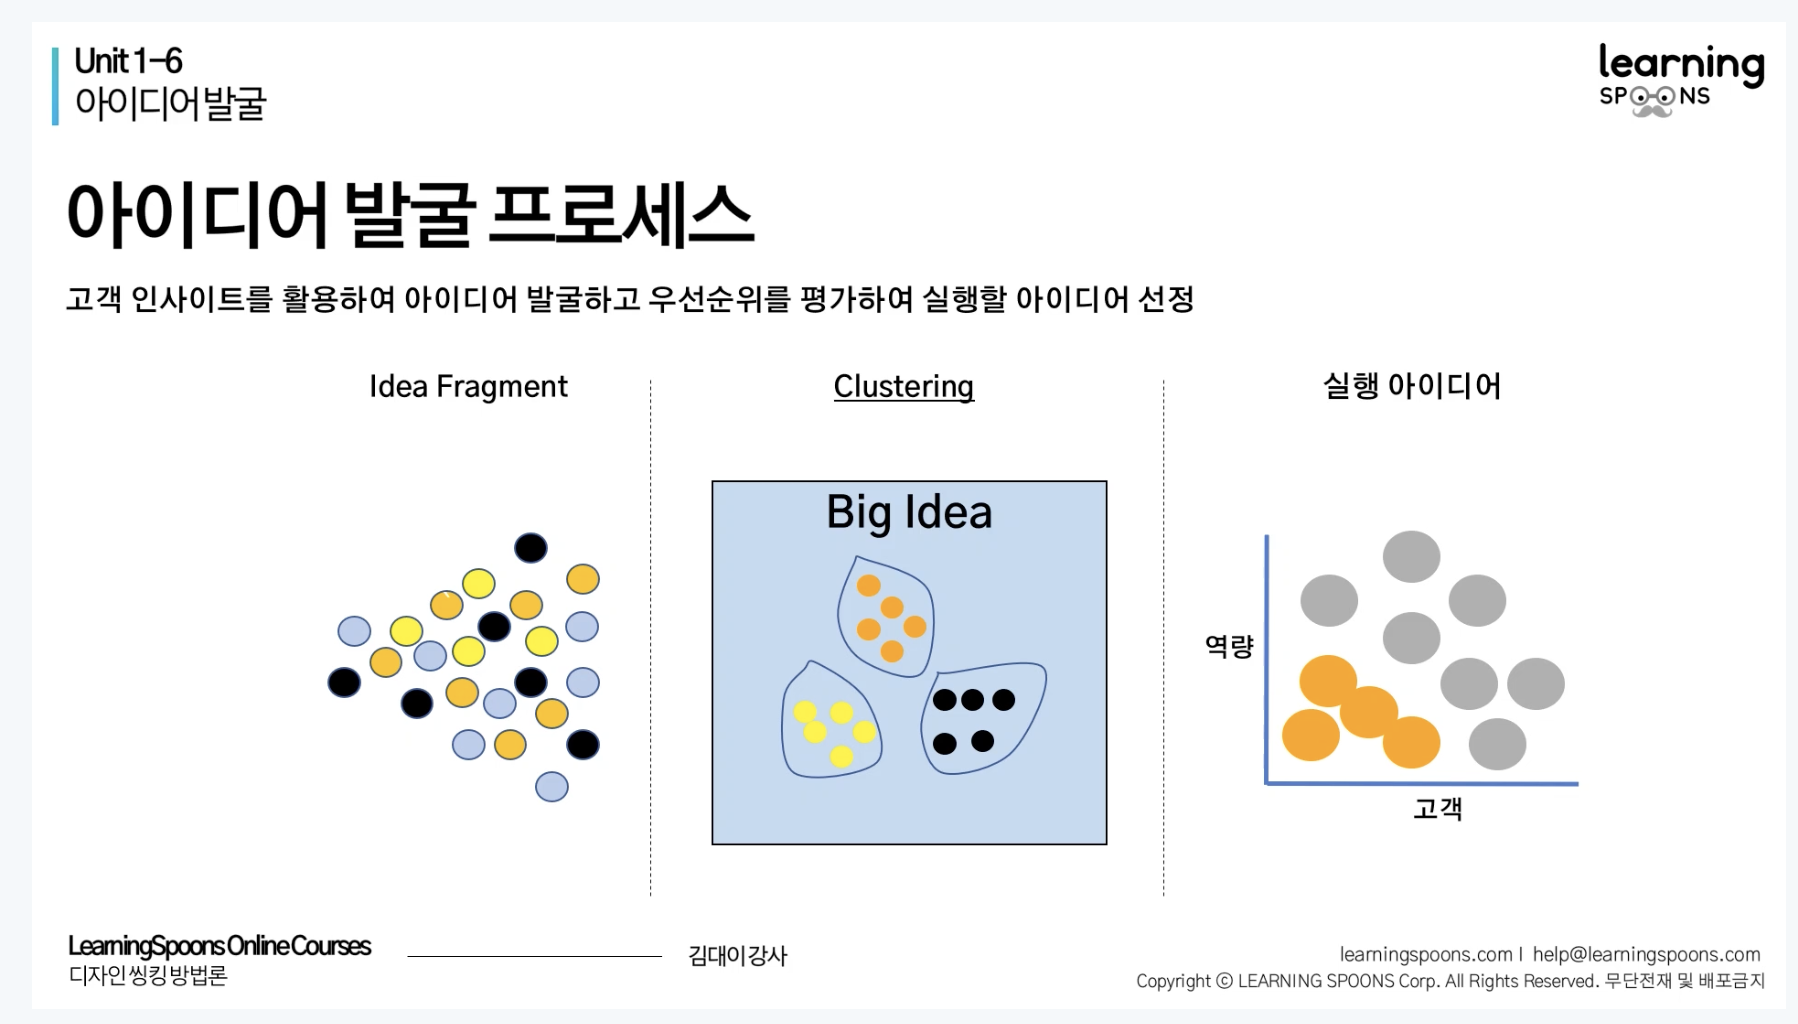 Unit 1-6
아이디어 발굴
learning
SPOONS
아이디어 발굴 프로세스
고객 인사이트를 활용하여 아이디어 발굴하고 우선순위를 평가하여 실행할 아이디어 선정
Idea Fragment
Clustering
실행 아이디어
Big Idea
역량
고객
LearningSpoons Online Courses
디자인 씽킹 방법론
김대이 강사
learningspoons.com l help@learningspoons.com
Copyright ⓒ LEARNING SPOONS Corp. All Rights Reserved. 무단전재 및 배포금지